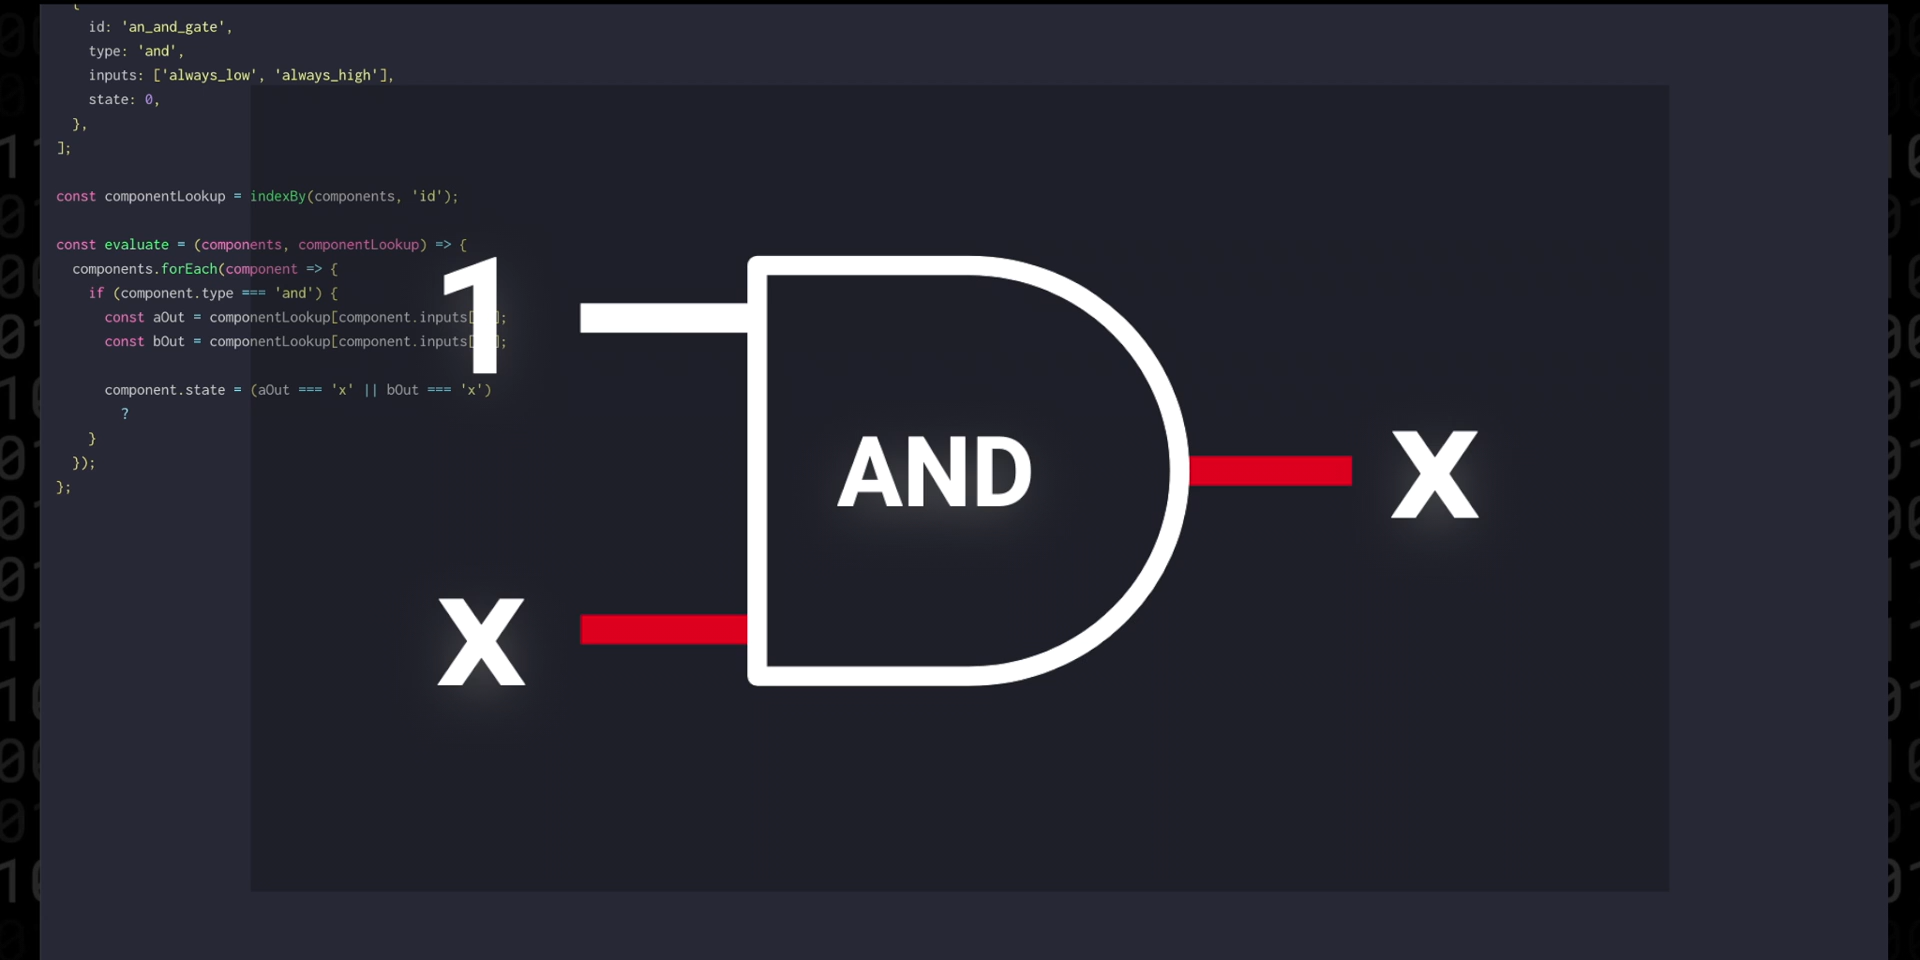 {
id: 'an_and_gate',
type: 'and',
inputs: ['always_low', 'always_high'],
state: 0,
},
];
const componentLookup = indexBy(components, 'id');
const evaluate = (components, componentLookup) => {
components.forEach(component => {
if (component.type === 'and') {
const aOut = componentLookup[component.inputs[ ];
const bOut = componentLookup[component.inputs[ ];
component.state = (aOut === 'x' || bOut === 'x')
?
}
});
};
1
AND
X
X